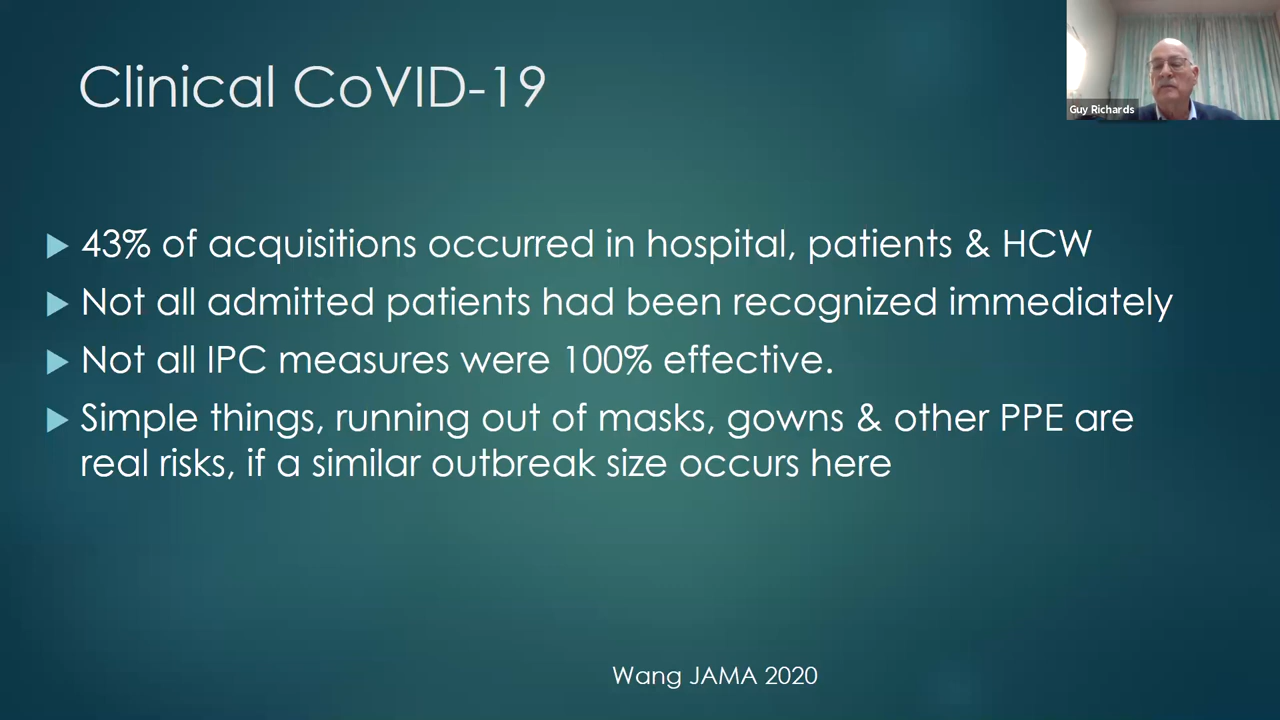 Clinical CoVID-19
Guy Richards
43% of acquisitions occurred in hospital, patients & HCW
Not all admitted patients had been recognized immediately
Not all IPC measures were 100% effective.
Simple things, running out of masks, gowns & other PPE are
real risks, if a similar outbreak size occurs here
Wang JAMA 2020